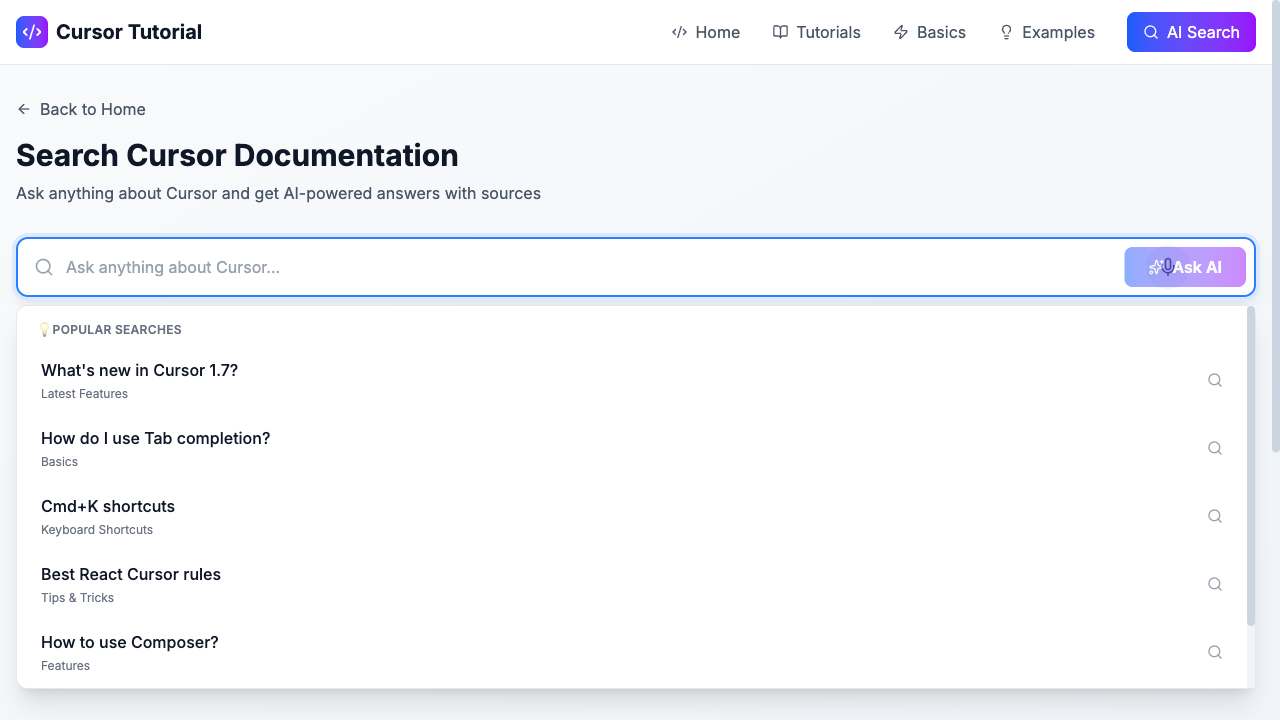 Cursor Tutorial
Home
Tutorials
Basics
Examples
AI Search
Back to Home
Search Cursor Documentation
Ask anything about Cursor and get AI-powered answers with sources
Ask anything about Cursor...
Ask AI
POPULAR SEARCHES
What's new in Cursor 1.7?
Latest Features
How do I use Tab completion?
Basics
Cmd+K shortcuts
Keyboard Shortcuts
Best React Cursor rules
Tips & Tricks
How to use Composer?
Features